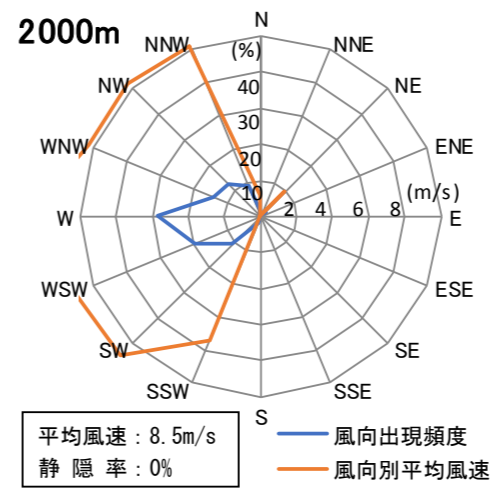 2000m
N
NNW
NNE
(%)
NW
NE
40
30
WNW
ENE
20
(m/s)
10
2 4 6 8
W
E
WSW
ESE
SW
SE
SSW
SSE
S
平均風速：8.5m/s
静 隠 率：0%
風向出現頻度
風向別平均風速